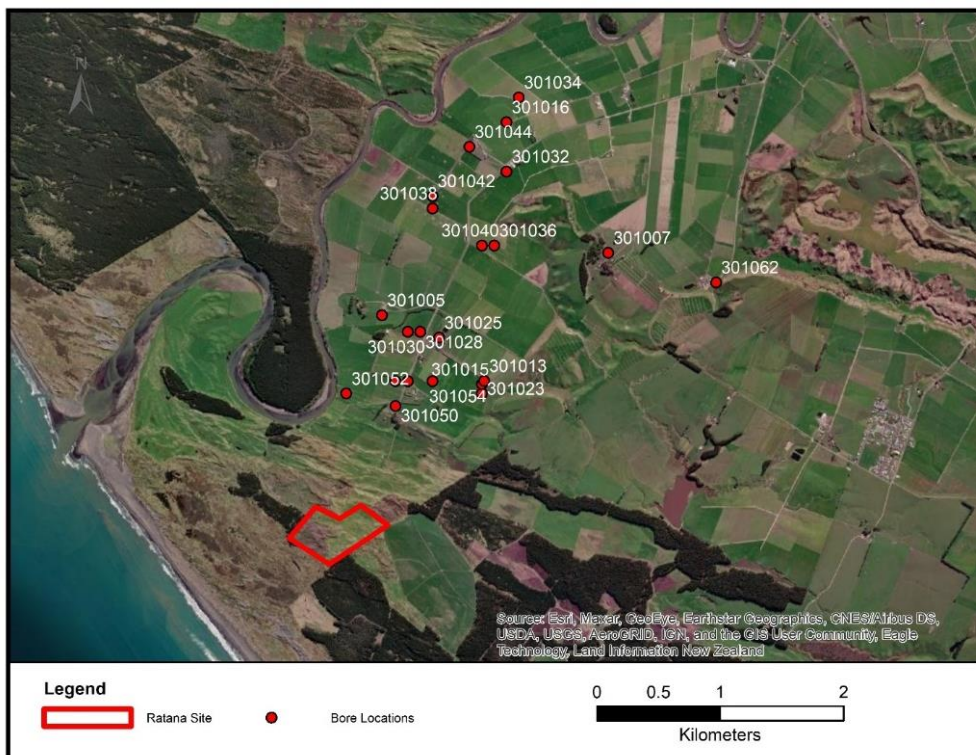 N
301034
301016
301044
301032
301042
301038
301040301036
301007
301062
301005
301025
301030 301028
301052 301015 301013
301054 301023
301050
Source: Esri, Maxar, GeoEye, Earthstar Geographics, CNES/Airbus DS,
USDA, USGS, AeroGRID, IGN, and the GIS User Community, Eagle
Technology, Land Information New Zealand
Legend
Ratana Site Bore Locations
0 0.5 1 2
Kilometers